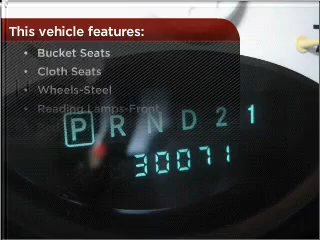 This vehicle features:
• Bucket Seats
• Cloth Seats
• Wheels-Steel
• Reading Lamps-Front
P R N D 2 1
30071